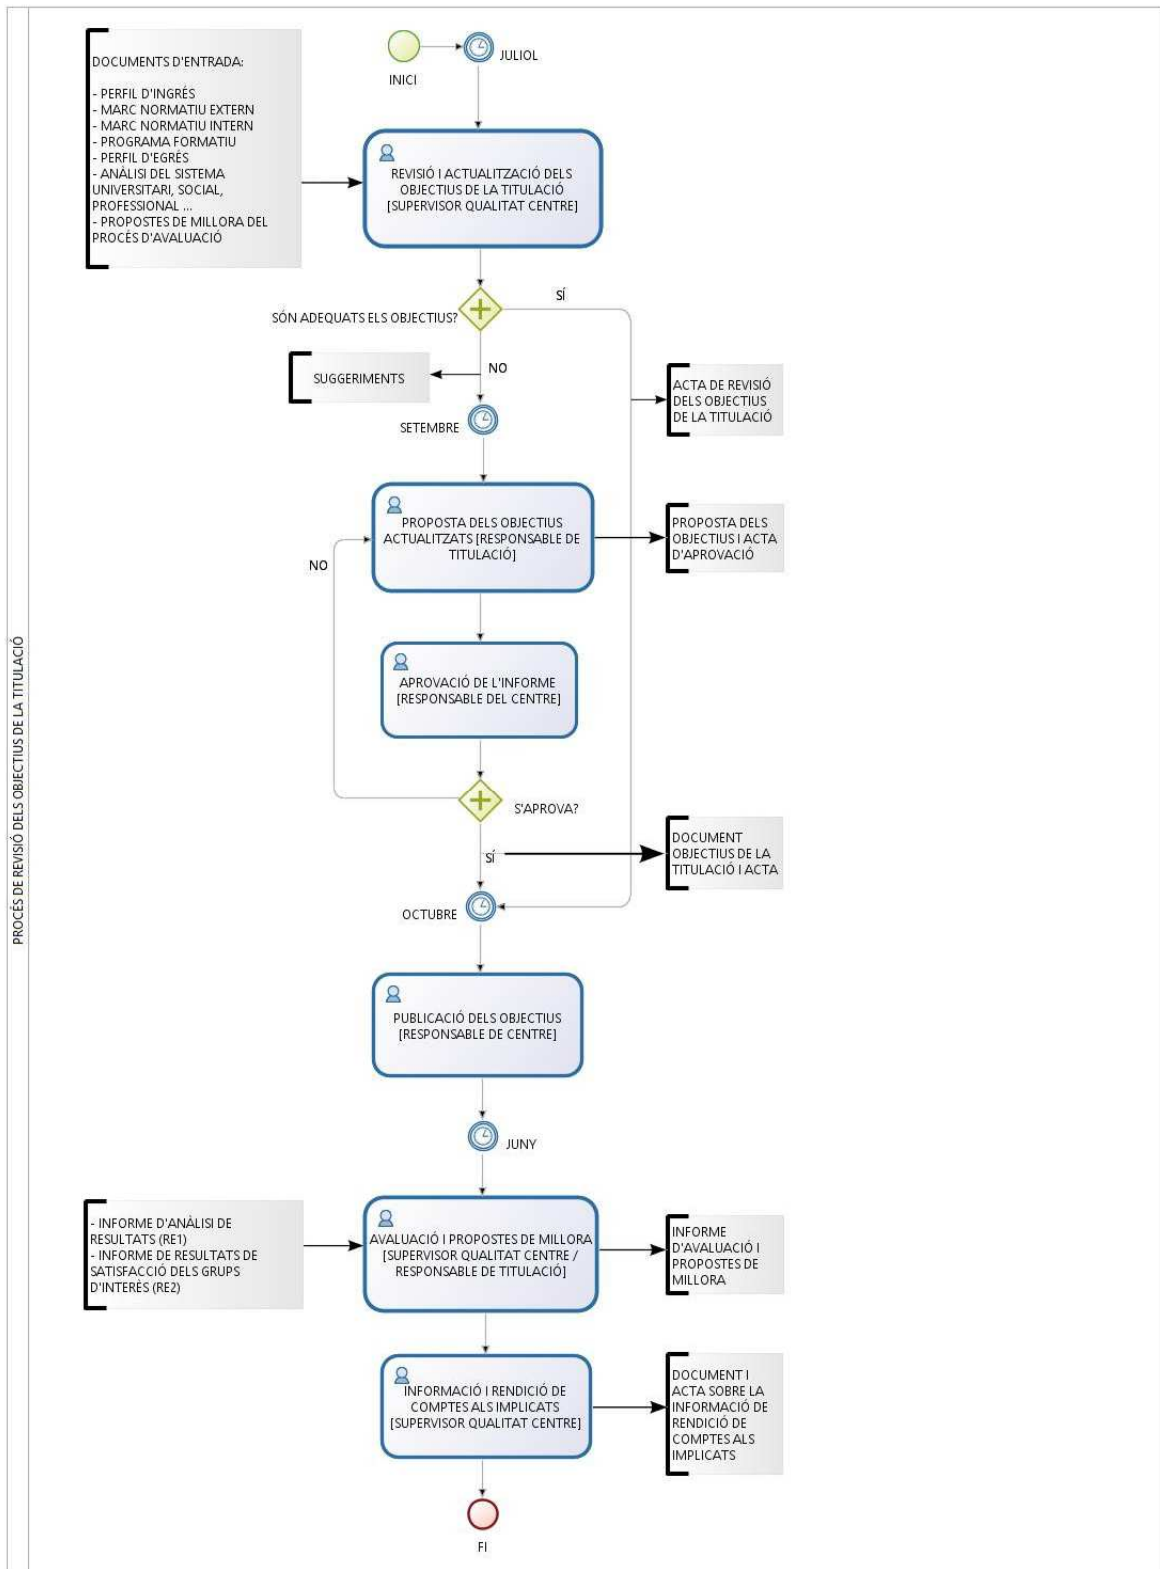 PROCÉS DE REVISIÓ DELS OBJECTIUS DE LA TITULACIÓ
DOCUMENTS D'ENTRADA:
- PERFIL D'INGRÉS
- MARC NORMATIU EXTERN
- MARC NORMATIU INTERN
- PROGRAMA FORMATIU
- PERFIL D'EGRÉS
- ANÀLISI DEL SISTEMA
UNIVERSITARI, SOCIAL,
PROFESSIONAL ...
- PROPOSTES DE MILLORA DEL
PROCÉS D'AVALUACIÓ
INICI
JULIOL
REVISIÓ I ACTUALITZACIÓ DELS
OBJECTIUS DE LA TITULACIÓ
[SUPERVISOR QUALITAT CENTRE]
SÓN ADEQUATS ELS OBJECTIUS?
SÍ
NO
SUGGERIMENTS
ACTA DE REVISIÓ
DELS OBJECTIUS
DE LA TITULACIÓ
SETEMBRE
PROPOSTA DELS OBJECTIUS
ACTUALITZATS [RESPONSABLE DE
TITULACIÓ]
PROPOSTA DELS
OBJECTIUS I ACTA
D'APROVACIÓ
NO
APROVACIÓ DE L'INFORME
[RESPONSABLE DEL CENTRE]
S'APROVA?
SÍ
DOCUMENT
OBJECTIUS DE LA
TITULACIÓ I ACTA
OCTUBRE
PUBLICACIÓ DELS OBJECTIUS
[RESPONSABLE DE CENTRE]
JUNY
- INFORME D'ANÀLISI DE
RESULTATS (RE1)
- INFORME DE RESULTATS DE
SATISFACCIÓ DELS GRUPS
D'INTERÈS (RE2)
AVALUACIÓ I PROPOSTES DE MILLORA
[SUPERVISOR QUALITAT CENTRE /
RESPONSABLE DE TITULACIÓ]
INFORME
D'AVALUACIÓ I
PROPOSTES DE
MILLORA
INFORMACIÓ I RENDICIÓ DE
COMPTES ALS IMPLICATS
[SUPERVISOR QUALITAT CENTRE]
DOCUMENT I
ACTA SOBRE LA
INFORMACIÓ DE
RENDICIÓ DE
COMPTES ALS
IMPLICATS
FI